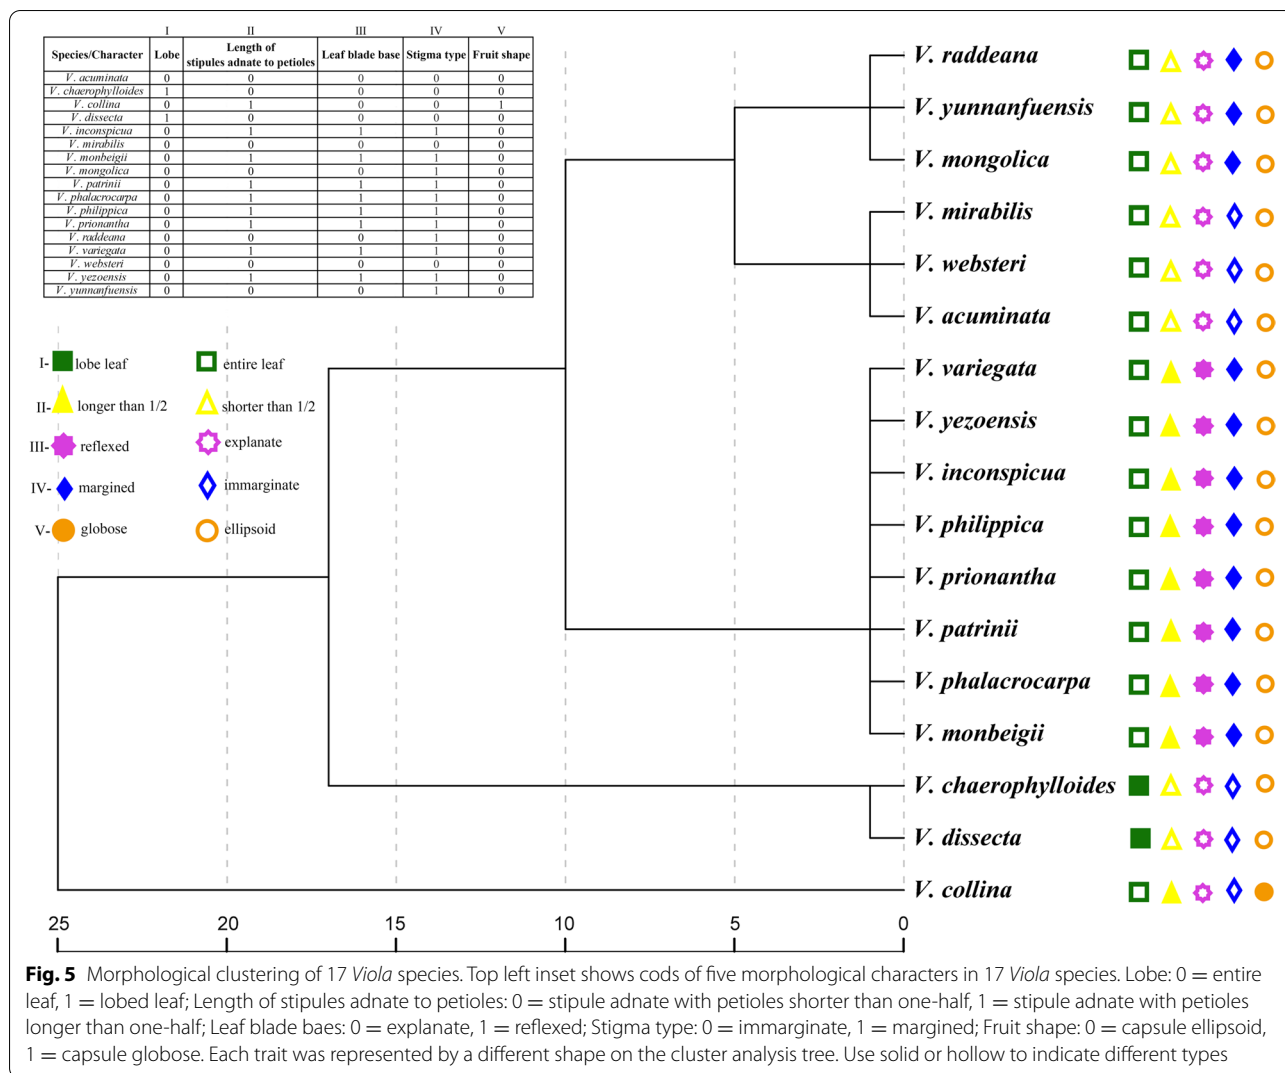 I II III IV V
Species/Character Lobe Length of stipules adnate to petioles Leaf blade base Stigma type Fruit shape
V. acuminata 0 0 0 0 0
V. chaerophylloides 1 0 0 0 0
V. collina 0 1 0 0 1
V. dissecta 1 0 0 0 0
V. inconspicua 0 1 1 1 0
V. mirabilis 0 0 0 0 0
V. monbeigii 0 1 1 1 0
V. mongolica 0 0 0 1 0
V. patrinii 0 1 1 1 0
V. phalacrocarpa 0 1 1 1 0
V. philippica 0 1 1 1 0
V. prionantha 0 1 1 1 0
V. raddeana 0 0 0 1 0
V. variegata 0 1 1 1 0
V. websteri 0 0 0 0 0
V. yezoensis 0 1 1 1 0
V. yunnanfuensis 0 0 0 1 0
I- lobe leaf entire leaf
II- longer than 1/2 shorter than 1/2
III- reflexed explanate
IV- margined immarginate
V- globose ellipsoid
V. raddeana
V. yunnanfuensis
V. mongolica
V. mirabilis
V. websteri
V. acuminata
V. variegata
V. yezoensis
V. inconspicua
V. philippica
V. prionantha
V. patrinii
V. phalacrocarpa
V. monbeigii
V. chaerophylloides
V. dissecta
V. collina
25 20 15 10 5 0
Fig. 5 Morphological clustering of 17 Viola species. Top left inset shows cods of five morphological characters in 17 Viola species. Lobe: 0 = entire
leaf, 1 = lobed leaf; Length of stipules adnate to petioles: 0 = stipule adnate with petioles shorter than one-half, 1 = stipule adnate with petioles
longer than one-half; Leaf blade baes: 0 = explanate, 1 = reflexed; Stigma type: 0 = immarginate, 1 = margined; Fruit shape: 0 = capsule ellipsoid,
1 = capsule globose. Each trait was represented by a different shape on the cluster analysis tree. Use solid or hollow to indicate different types